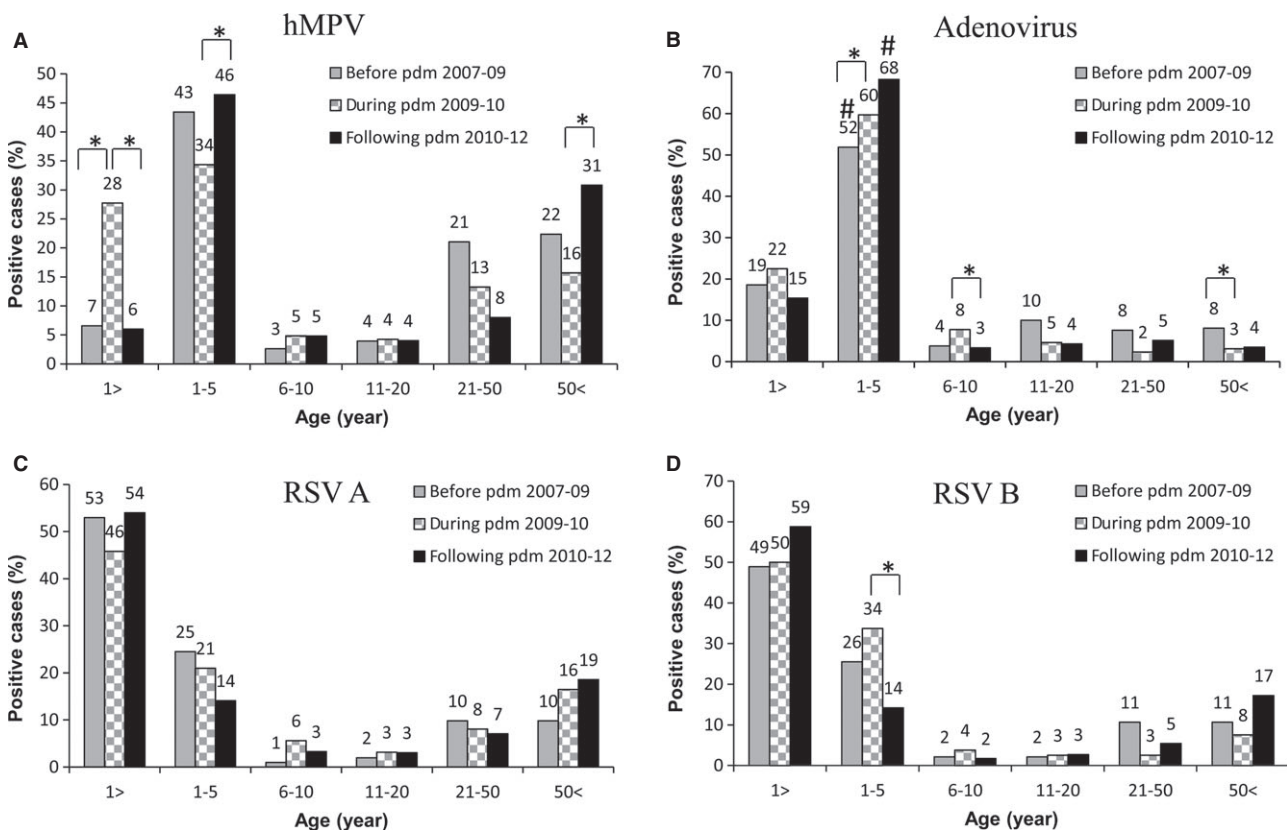 A
hMPV
*
*
*
*
Before pdm 2007-09
During pdm 2009-10
Following pdm 2010-12
Positive cases (%)
50
45
40
35
30
25
20
15
10
5
0
7 28 6
43 34 46
3 5 5
4 4 4
21 13 8
22 16 31
1> 1-5 6-10 11-20 21-50 50<
Age (year)
B
Adenovirus
*
#
#
*
*
Before pdm 2007-09
During pdm 2009-10
Following pdm 2010-12
Positive cases (%)
70
60
50
40
30
20
10
0
19 22 15
52 60 68
4 8 3
10 5 4
8 2 5
8 3 4
1> 1-5 6-10 11-20 21-50 50<
Age (year)
C
RSV A
Before pdm 2007-09
During pdm 2009-10
Following pdm 2010-12
Positive cases (%)
60
50
40
30
20
10
0
53 46 54
25 21 14
1 6 3
2 3 3
10 8 7
10 16 19
1> 1-5 6-10 11-20 21-50 50<
Age (year)
D
RSV B
*
Before pdm 2007-09
During pdm 2009-10
Following pdm 2010-12
Positive cases (%)
70
60
50
40
30
20
10
0
49 50 59
26 34 14
2 4 2
2 3 3
11 3 5
11 8 17
1> 1-5 6-10 11-20 21-50 50<
Age (year)